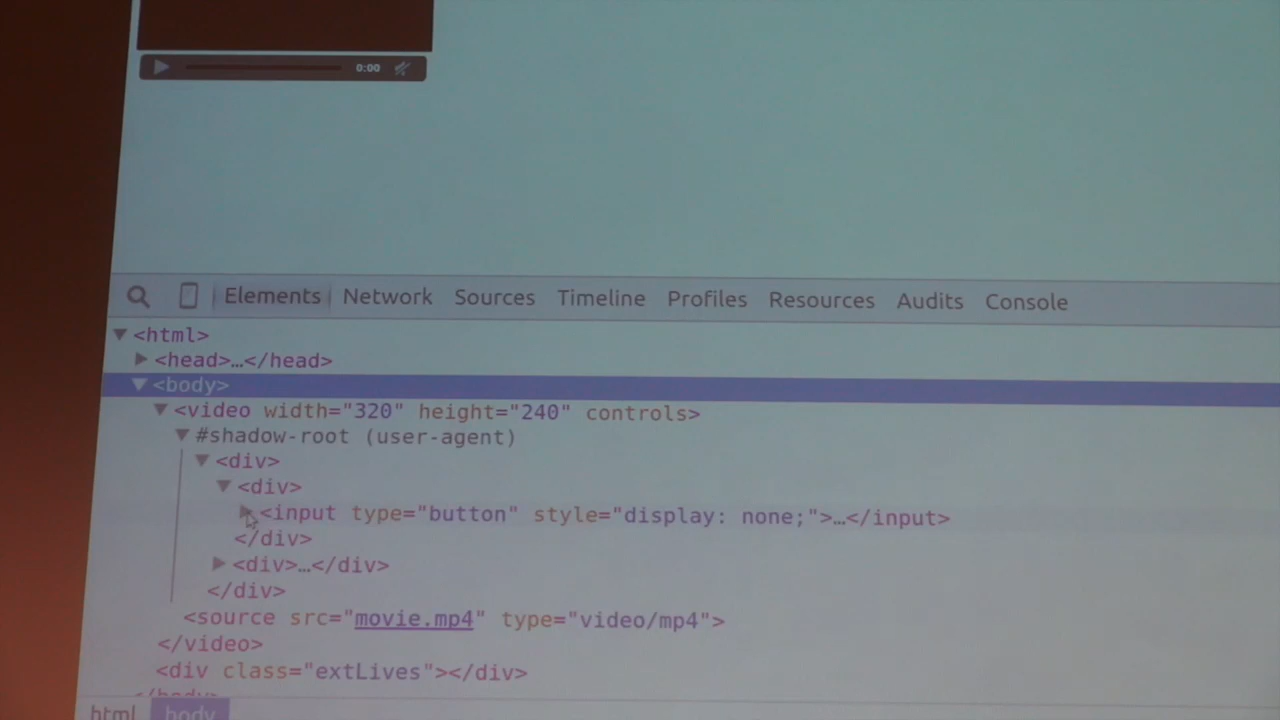 0:00
Elements Network Sources Timeline Profiles Resources Audits Console
<html>
<head>…</head>
<body>
<video width="320" height="240" controls>
#shadow-root (user-agent)
<div>
<div>
<input type="button" style="display: none;">…</input>
</div>
<div>…</div>
</div>
<source src="movie.mp4" type="video/mp4">
</video>
<div class="extLives"></div>
</body>
html body